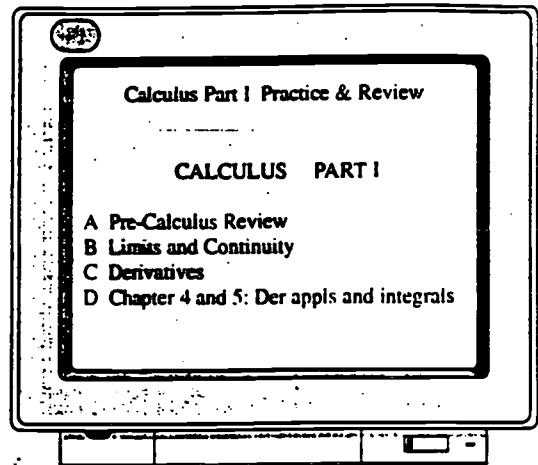 Calculus Part I Practice & Review
CALCULUS PART I
A Pre-Calculus Review
B Limits and Continuity
C Derivatives
D Chapter 4 and 5: Der appls and integrals